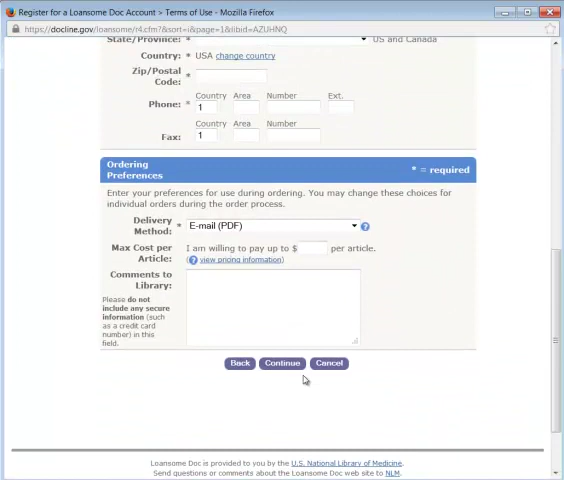 Register for a Loansome Doc Account > Terms of Use - Mozilla Firefox
https://docline.gov/loansome/r4.cfm?&sort=i&page=1&libid=AZUHNQ
State/Province: * US and Canada
Country: * USA change country
Zip/Postal
Code: *
Country Area Number Ext.
Phone: * 1
Country Area Number
Fax: 1
Ordering
Preferences * = required
Enter your preferences for use during ordering. You may change these choices for
individual orders during the order process.
Delivery
Method: * E-mail (PDF) ?
Max Cost per
Article: I am willing to pay up to $ per article.
(? view pricing information)
Comments to
Library:
Please do not
include any secure
information (such
as a credit card
number) in this
field.
Back Continue Cancel
Loansome Doc is provided to you by the U.S. National Library of Medicine.
Send questions or comments about the Loansome Doc web site to NLM.